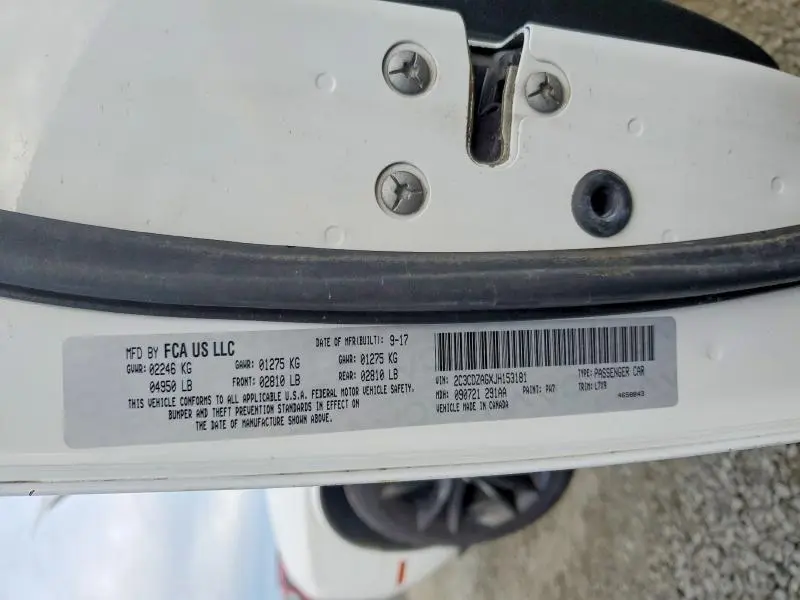 MFD BY FCA US LLC DATE OF MFR(BUILT): 9-17
GVWR: 02246 KG GAWR: 01275 KG GAWR: 01275 KG
04950 LB FRONT: 02810 LB REAR: 02810 LB
THIS VEHICLE CONFORMS TO ALL APPLICABLE U.S.A. FEDERAL MOTOR VEHICLE SAFETY,
BUMPER AND THEFT PREVENTION STANDARDS IN EFFECT ON
THE DATE OF MANUFACTURE SHOWN ABOVE.
VIN: 2C3CDZAGXJH153181 TYPE: PASSENGER CAR
MDH: 090721 291AA PAINT: PW7 TRIM: L7X9
VEHICLE MADE IN CANADA 4658043